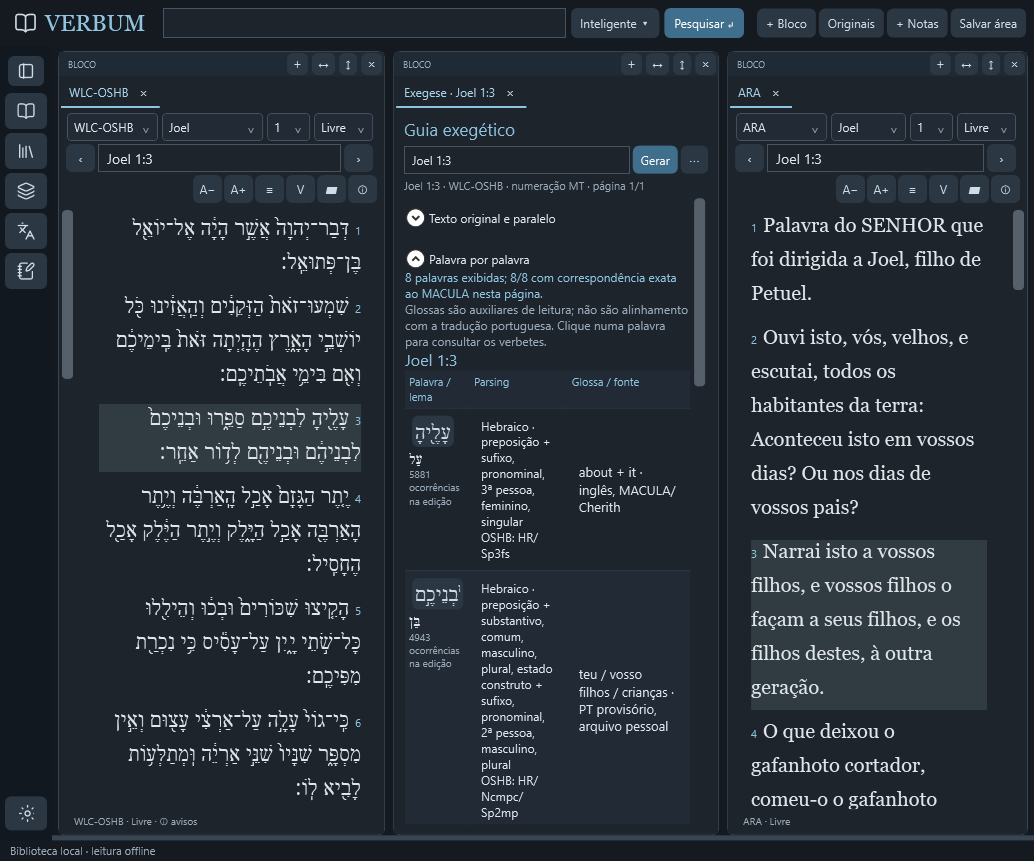 VERBUM
Inteligente
Pesquisar ↲
+ Bloco
Originais
+ Notas
Salvar área
BLOCO
WLC-OSHB ×
WLC-OSHB
Joel
1
Livre
‹
Joel 1:3
›
A−
A+
≡
V
1 דְּבַר־יְהוָה֙ אֲשֶׁ֣ר הָיָ֔ה אֶל־יוֹאֵ֖ל
בֶּן־פְּתוּאֵֽל׃
2 שִׁמְעוּ־זֹאת֙ הַזְּקֵנִ֔ים וְהַֽאֲזִ֔ינוּ כֹּ֖ל
יוֹשְׁבֵ֣י הָאָ֑רֶץ הֶהָ֤יְתָה זֹּאת֙ בִּֽימֵיכֶ֔ם
וְאִ֖ם בִּימֵ֥י אֲבֹֽתֵיכֶֽם׃
3 עָלֶ֖יהָ לִבְנֵיכֶ֣ם סַפֵּ֑רוּ וּבְנֵיכֶם֙
לִבְנֵיהֶ֔ם וּבְנֵיהֶ֖ם לְד֥וֹר אַחֵֽר׃
4 יֶ֤תֶר הַגָּזָם֙ אָכַ֣ל הָֽאַרְבֶּ֔ה וְיֶ֥תֶר
הָאַרְבֶּ֖ה אָכַ֣ל הַיָּ֑לֶק וְיֶ֣תֶר הַיֶּ֔לֶק אָכַ֖ל
הֶחָסִֽיל׃
5 הָקִ֤יצוּ שִׁכּוֹרִים֙ וּבְכ֔וּ וְהֵילִ֖לוּ
כָּל־שֹׁ֣תֵי יָ֑יִן עַל־עָסִ֕יס כִּ֥י נִכְרַ֖ת
מִפִּיכֶֽם׃
6 כִּֽי־גוֹי֙ עָלָ֣ה עַל־אַרְצִ֔י עָצ֖וּם וְאֵ֣ין
מִסְפָּ֑ר שִׁנָּיו֙ שִׁנֵּ֣י אַרְיֵ֔ה וּֽמְתַלְּע֥וֹת
לָבִ֖יא לֽוֹ׃
WLC-OSHB · Livre · ⓘ avisos
BLOCO
Exegese · Joel 1:3 ×
Guia exegético
Joel 1:3
Gerar
...
Joel 1:3 · WLC-OSHB · numeração MT · página 1/1
Texto original e paralelo
Palavra por palavra
8 palavras exibidas; 8/8 com correspondência exata
ao MACULA nesta página.
Glossas são auxiliares de leitura; não são alinhamento
com a tradução portuguesa. Clique numa palavra
para consultar os verbetes.
Joel 1:3
Palavra /
lema
Parsing
Glossa / fonte
עָלֶ֖יהָ
עַל
5881
ocorrências
na edição
Hebraico ·
preposição +
sufixo,
pronominal,
3ª pessoa,
feminino,
singular
OSHB: HR/
Sp3fs
about + it ·
inglês, MACULA/
Cherith
לִבְנֵיכֶ֣ם
בֵּן
4943
ocorrências
na edição
Hebraico ·
preposição +
substantivo,
comum,
masculino,
plural, estado
construto +
sufixo,
pronominal,
2ª pessoa,
masculino,
plural
OSHB: HR/
Ncmpc/
Sp2mp
teu / vosso
filhos / crianças ·
PT provisório,
arquivo pessoal
BLOCO
ARA ×
ARA
Joel
1
Livre
‹
Joel 1:3
›
A−
A+
≡
V
1 Palavra do SENHOR que
foi dirigida a Joel, filho de
Petuel.
2 Ouvi isto, vós, velhos, e
escutai, todos os
habitantes da terra:
Aconteceu isto em vossos
dias? Ou nos dias de
vossos pais?
3 Narrai isto a vossos
filhos, e vossos filhos o
façam a seus filhos, e os
filhos destes, à outra
geração.
4 O que deixou o
gafanhoto cortador,
comeu-o o gafanhoto
ARA · Livre
Biblioteca local · leitura offline